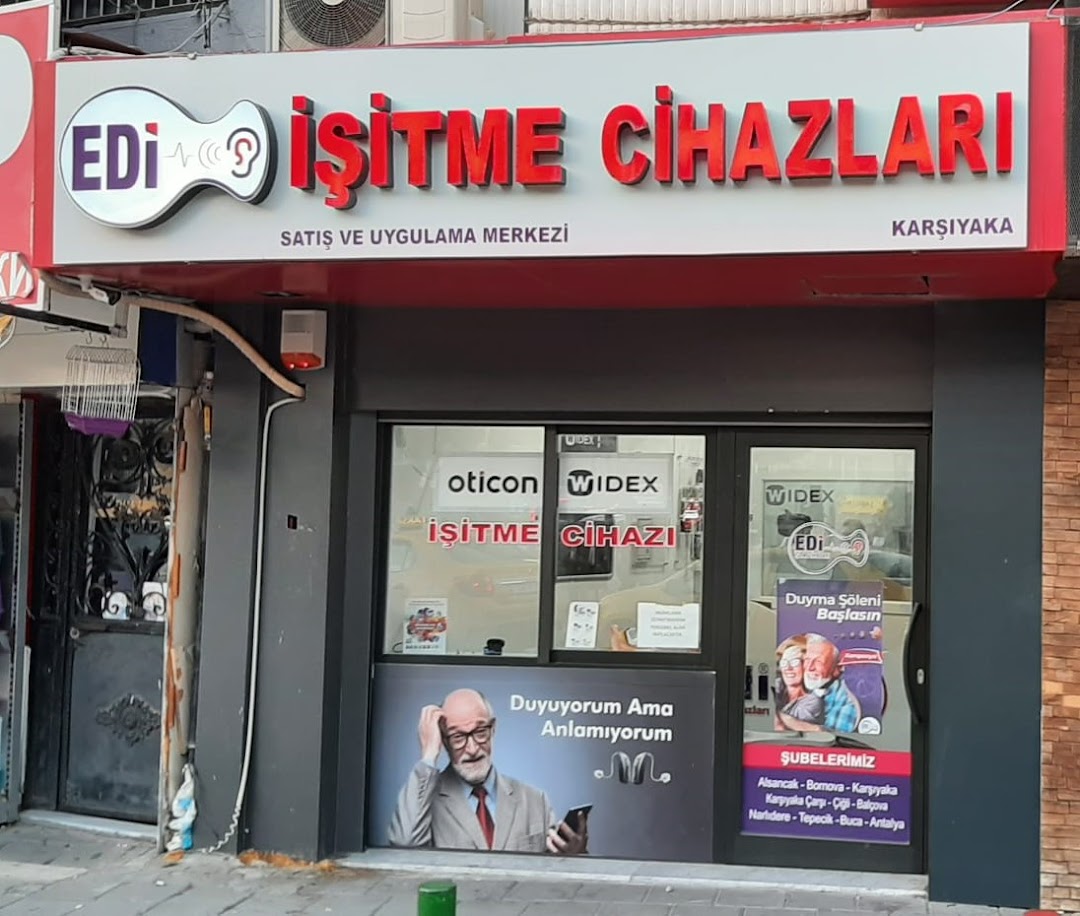 EDİ
İŞİTME CİHAZLARI
SATIŞ VE UYGULAMA MERKEZİ
KARŞIYAKA
WIDEX
oticon
WIDEX
İŞİTME CİHAZI
WIDEX
EDİ
Duyma Şöleni
Başlasın
Duyuyorum Ama
Anlamıyorum
ŞUBELERİMİZ
Alsancak - Bornova - Karşıyaka
Karşıyaka Çarşı - Çiğli - Balçova
Narlıdere - Tepecik - Buca - Antalya